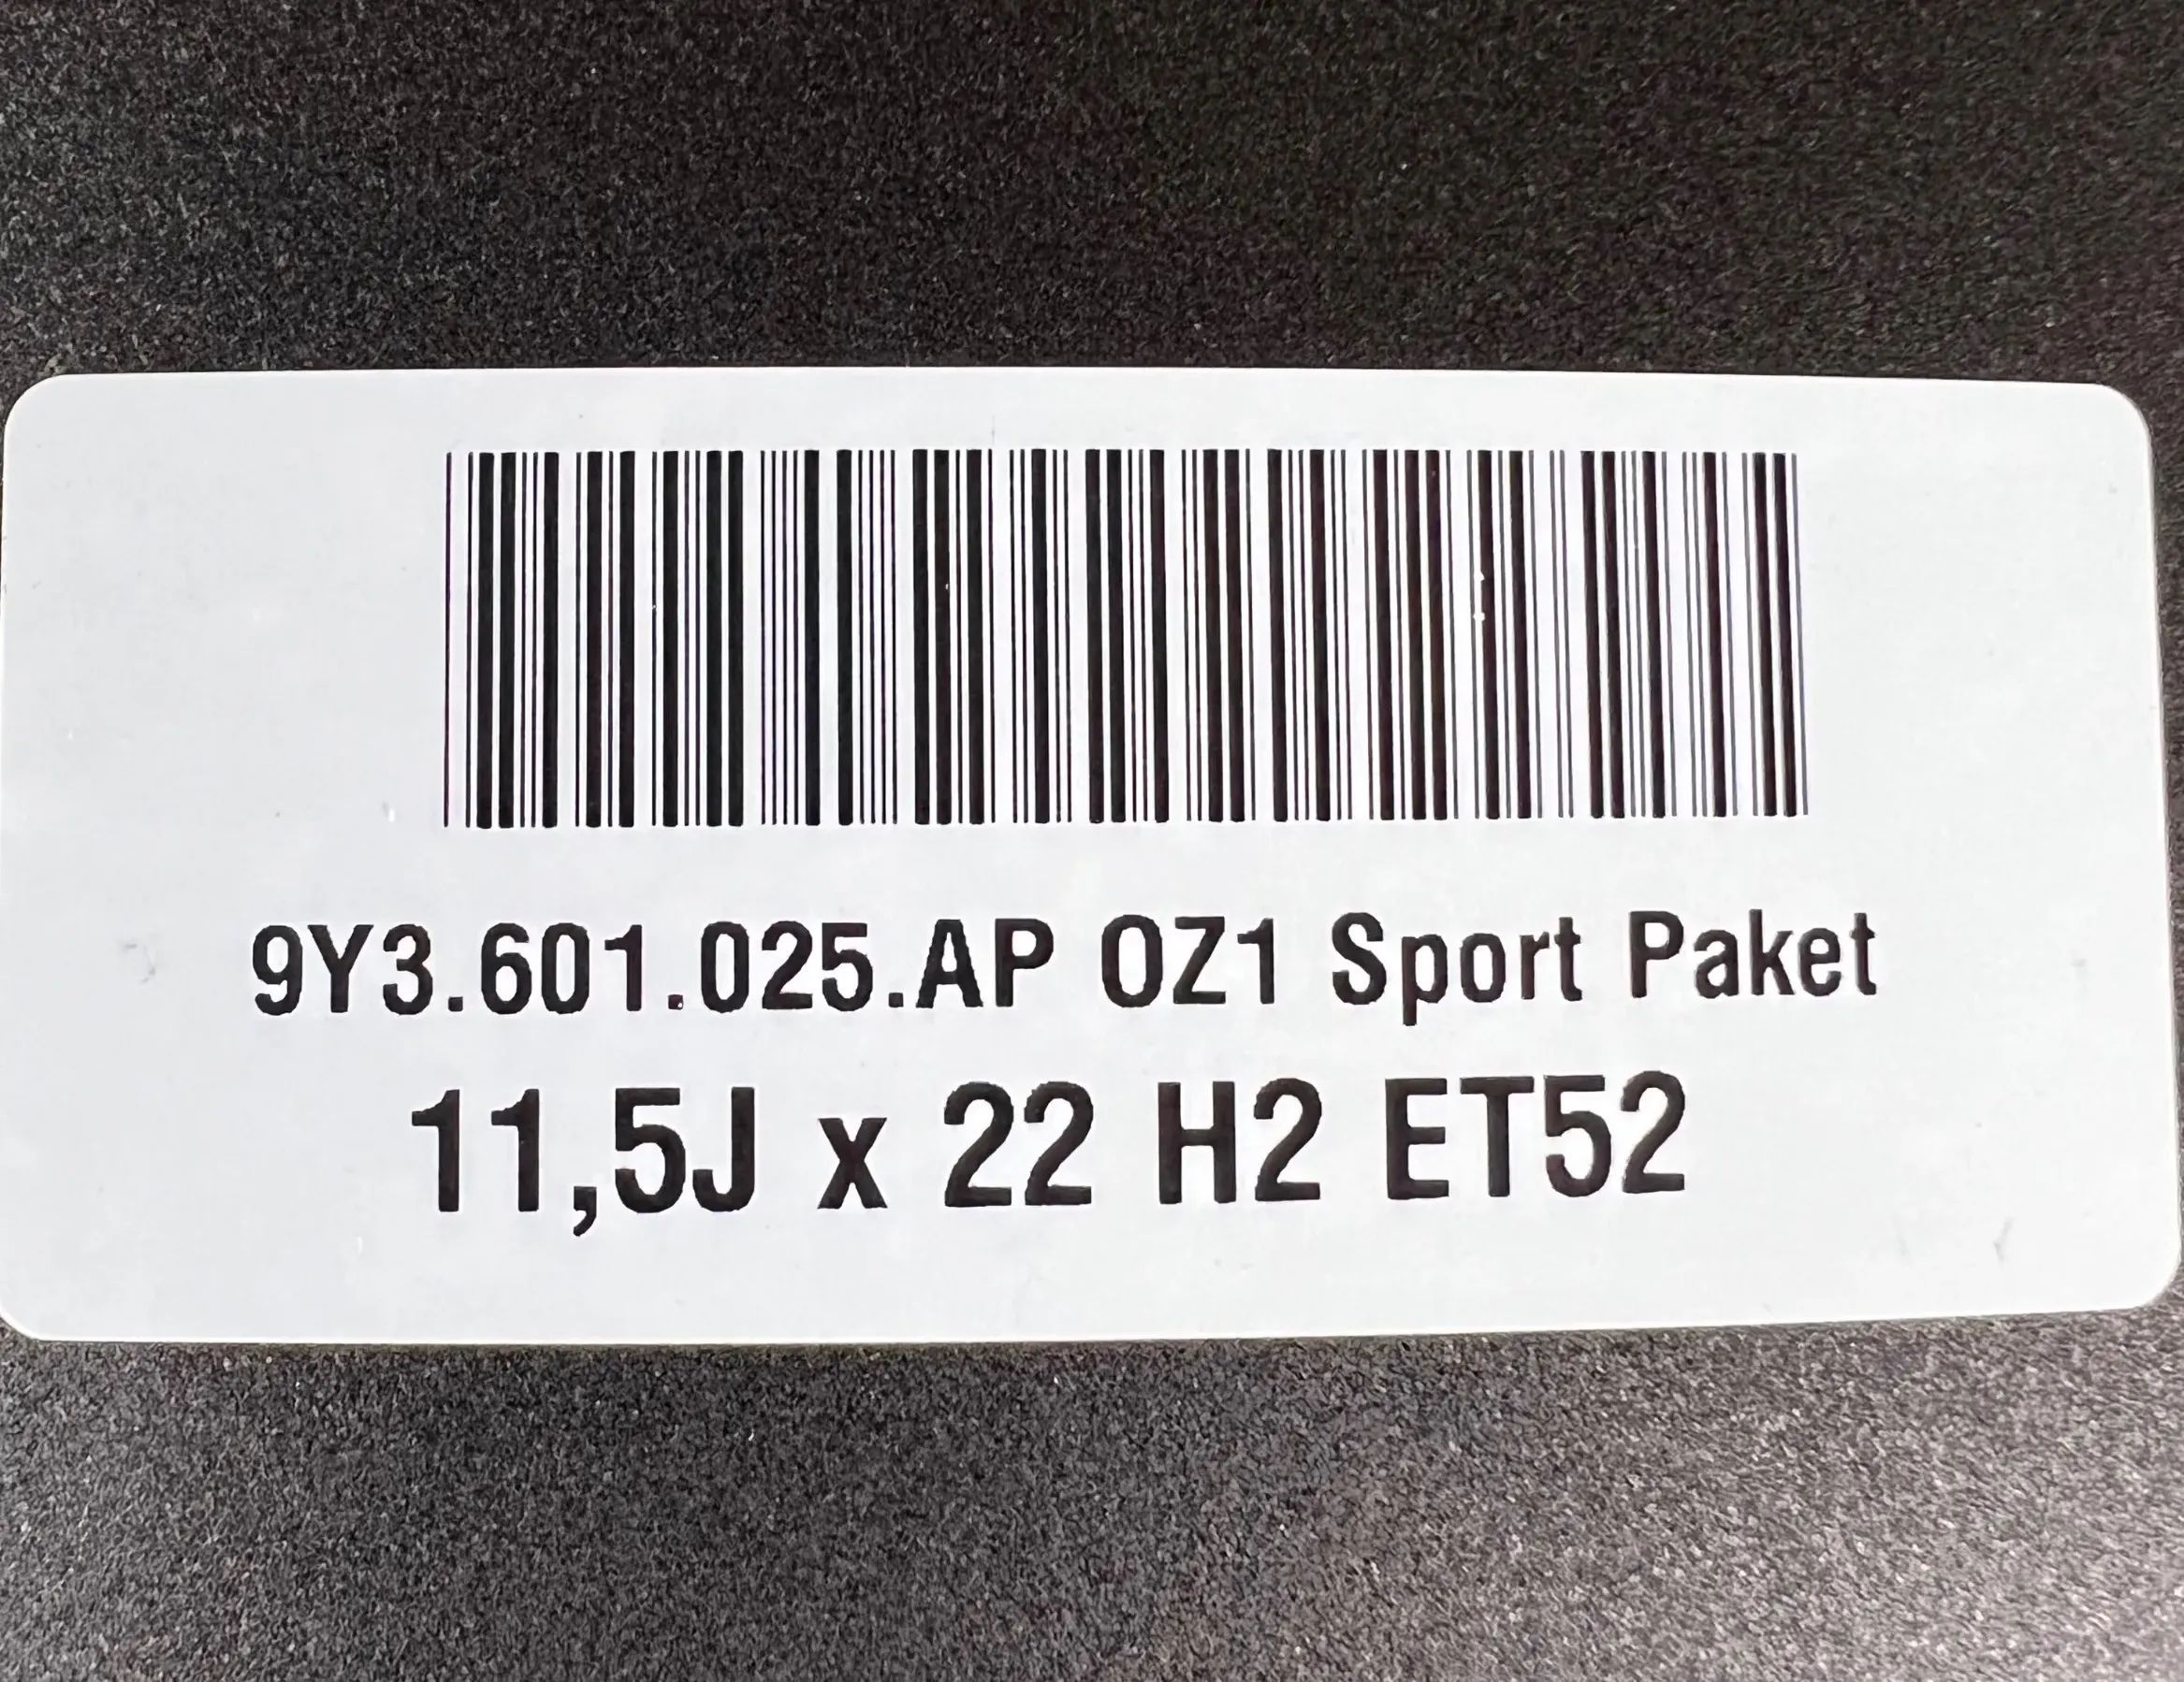 9Y3.601.025.AP OZ1 Sport Paket
11,5J x 22 H2 ET52